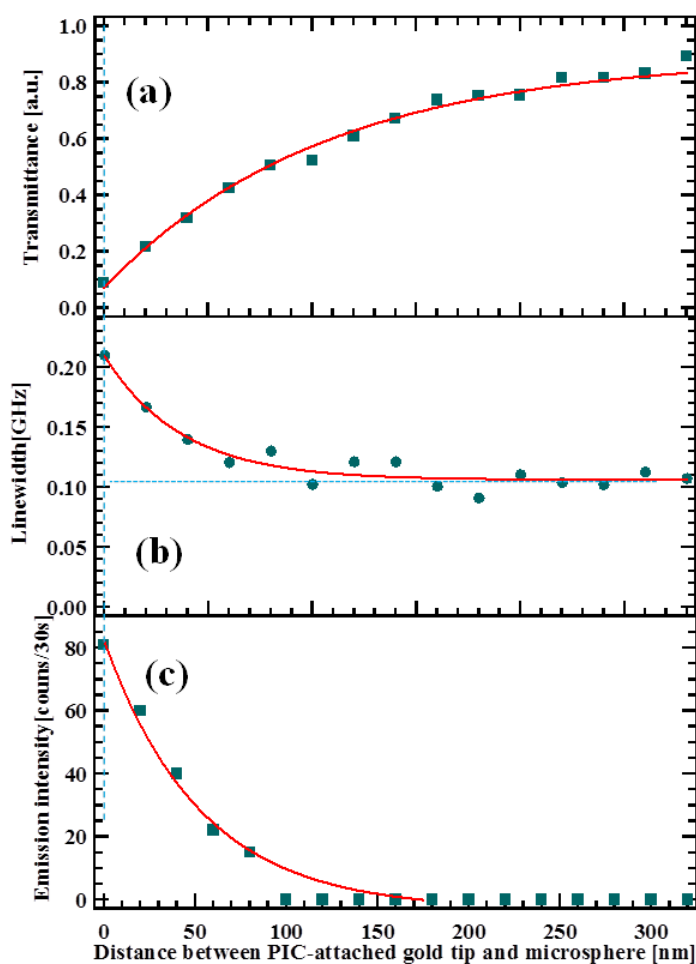 1.0
0.8
0.6
0.4
0.2
0.0
Transmittance [a.u.]
(a)
0.20
0.15
0.10
0.05
0.00
Linewidth[GHz]
(b)
80
60
40
20
0
Emission intensity[couns/30s]
(c)
0 50 100 150 200 250 300
Distance between PIC-attached gold tip and microsphere [nm]